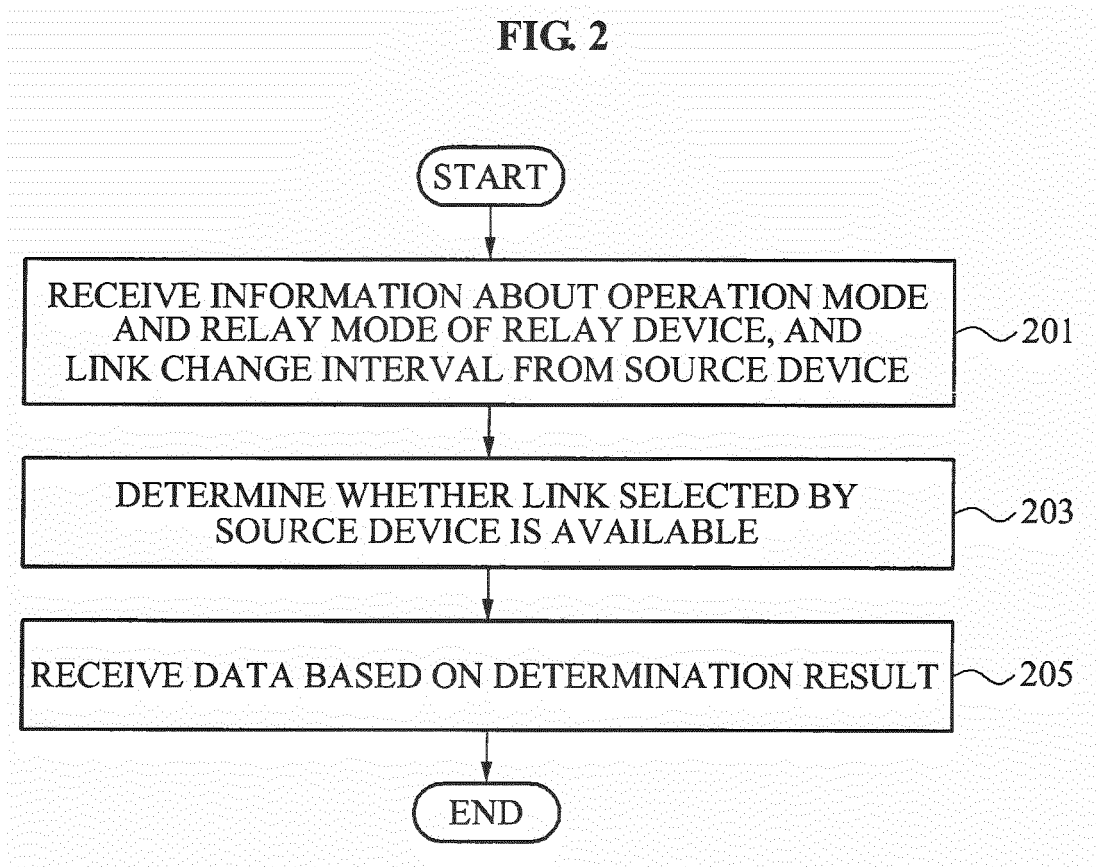 FIG. 2
START
RECEIVE INFORMATION ABOUT OPERATION MODE
AND RELAY MODE OF RELAY DEVICE, AND
LINK CHANGE INTERVAL FROM SOURCE DEVICE
201
DETERMINE WHETHER LINK SELECTED BY
SOURCE DEVICE IS AVAILABLE
203
RECEIVE DATA BASED ON DETERMINATION RESULT
205
END